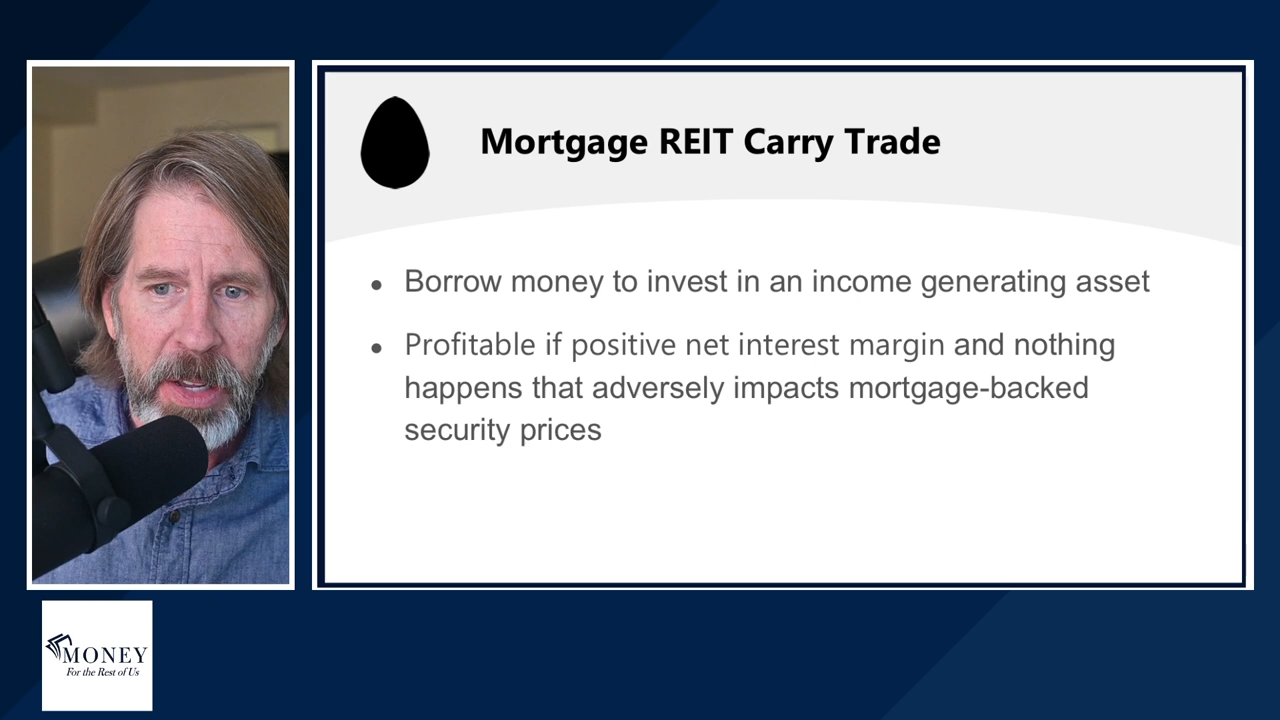 Mortgage REIT Carry Trade
● Borrow money to invest in an income generating asset
● Profitable if positive net interest margin and nothing
happens that adversely impacts mortgage-backed
security prices
MONEY
For the Rest of Us